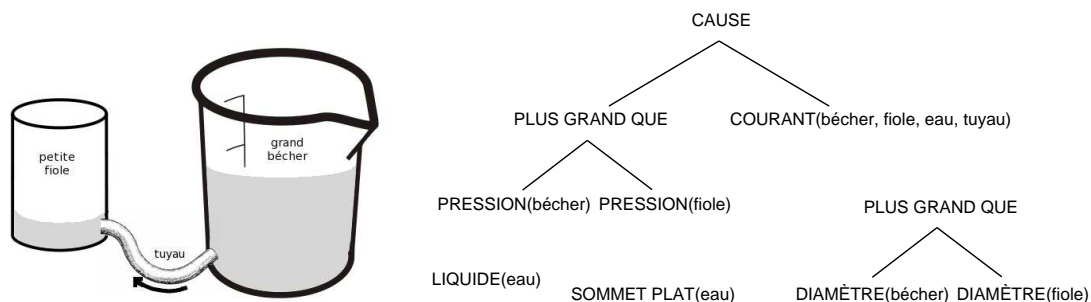 petite
fiole
grand
bécher
tuyau
CAUSE
PLUS GRAND QUE
COURANT(bécher, fiole, eau, tuyau)
PRESSION(bécher) PRESSION(fiole)
PLUS GRAND QUE
LIQUIDE(eau)
SOMMET PLAT(eau)
DIAMÈTRE(bécher) DIAMÈTRE(fiole)